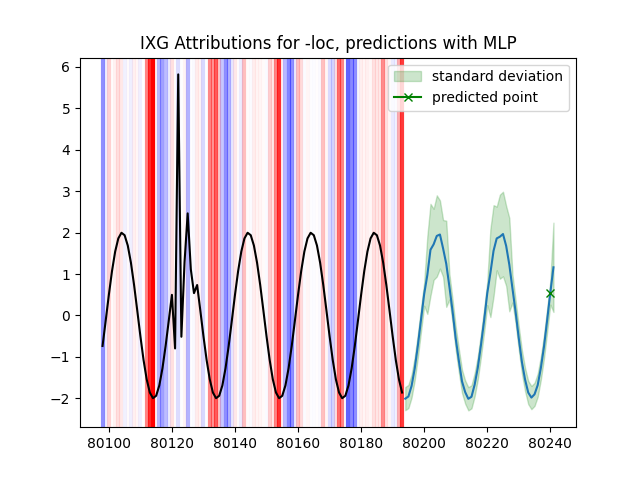 IXG Attributions for -loc, predictions with MLP
standard deviation
predicted point
6
5
4
3
2
1
0
−1
−2
80100 80120 80140 80160 80180 80200 80220 80240